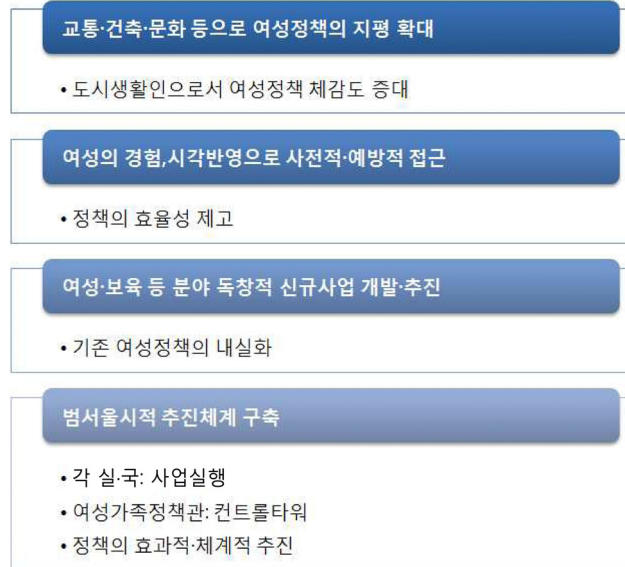 교통·건축·문화 등으로 여성정책의 지평 확대
• 도시생활인으로서 여성정책 체감도 증대
여성의 경험,시각반영으로 사전적·예방적 접근
• 정책의 효율성 제고
여성·보육 등 분야 독창적 신규사업 개발·추진
• 기존 여성정책의 내실화
범서울시적 추진체계 구축
• 각 실·국: 사업실행
• 여성가족정책관: 컨트롤타워
• 정책의 효과적·체계적 추진